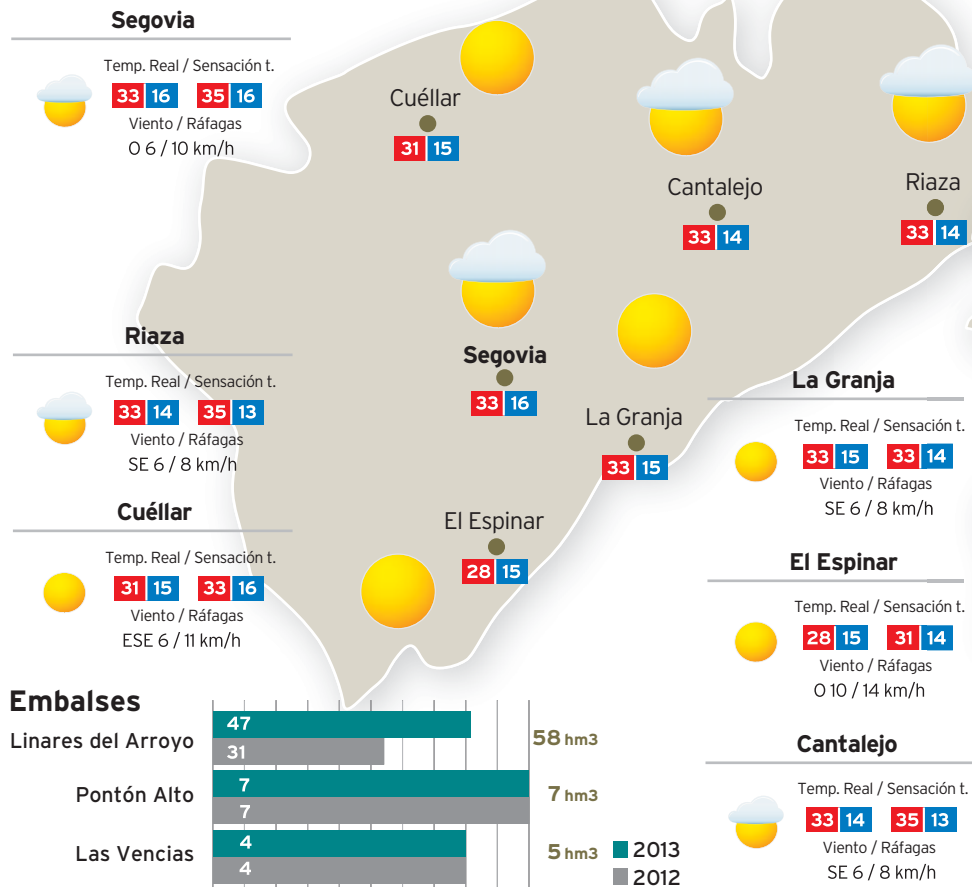 Segovia
Temp. Real / Sensación t.
33 16 35 16
Viento / Ráfagas
O 6 / 10 km/h
Riaza
Temp. Real / Sensación t.
33 14 35 13
Viento / Ráfagas
SE 6 / 8 km/h
Cuéllar
Temp. Real / Sensación t.
31 15 33 16
Viento / Ráfagas
ESE 6 / 11 km/h
Cuéllar
31 15
Cantalejo
33 14
Riaza
33 14
Segovia
33 16
La Granja
33 15
El Espinar
28 15
La Granja
Temp. Real / Sensación t.
33 15 33 14
Viento / Ráfagas
SE 6 / 8 km/h
El Espinar
Temp. Real / Sensación t.
28 15 31 14
Viento / Ráfagas
O 10 / 14 km/h
Cantalejo
Temp. Real / Sensación t.
33 14 35 13
Viento / Ráfagas
SE 6 / 8 km/h
Embalses
Linares del Arroyo
47
31
58 hm3
Pontón Alto
7
7
7 hm3
Las Vencias
4
4
5 hm3
2013
2012